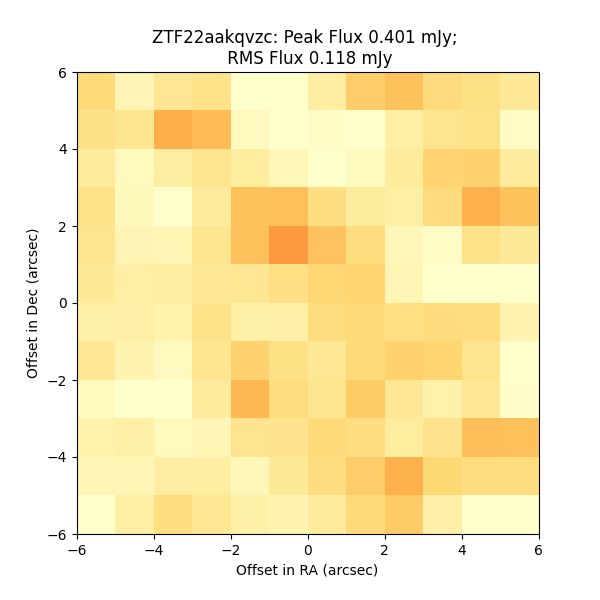 ZTF22aakqvzc: Peak Flux 0.401 mJy;
RMS Flux 0.118 mJy
6
4
2
0
−2
−4
−6
Offset in Dec (arcsec)
−6 −4 −2 0 2 4 6
Offset in RA (arcsec)